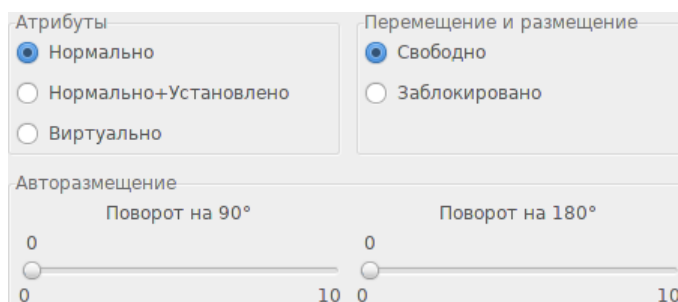 Атрибуты
Нормально
Нормально+Установлено
Виртуально
Перемещение и размещение
Свободно
Заблокировано
Авторазмещение
Поворот на 90°
0
0 10
Поворот на 180°
0
0 10